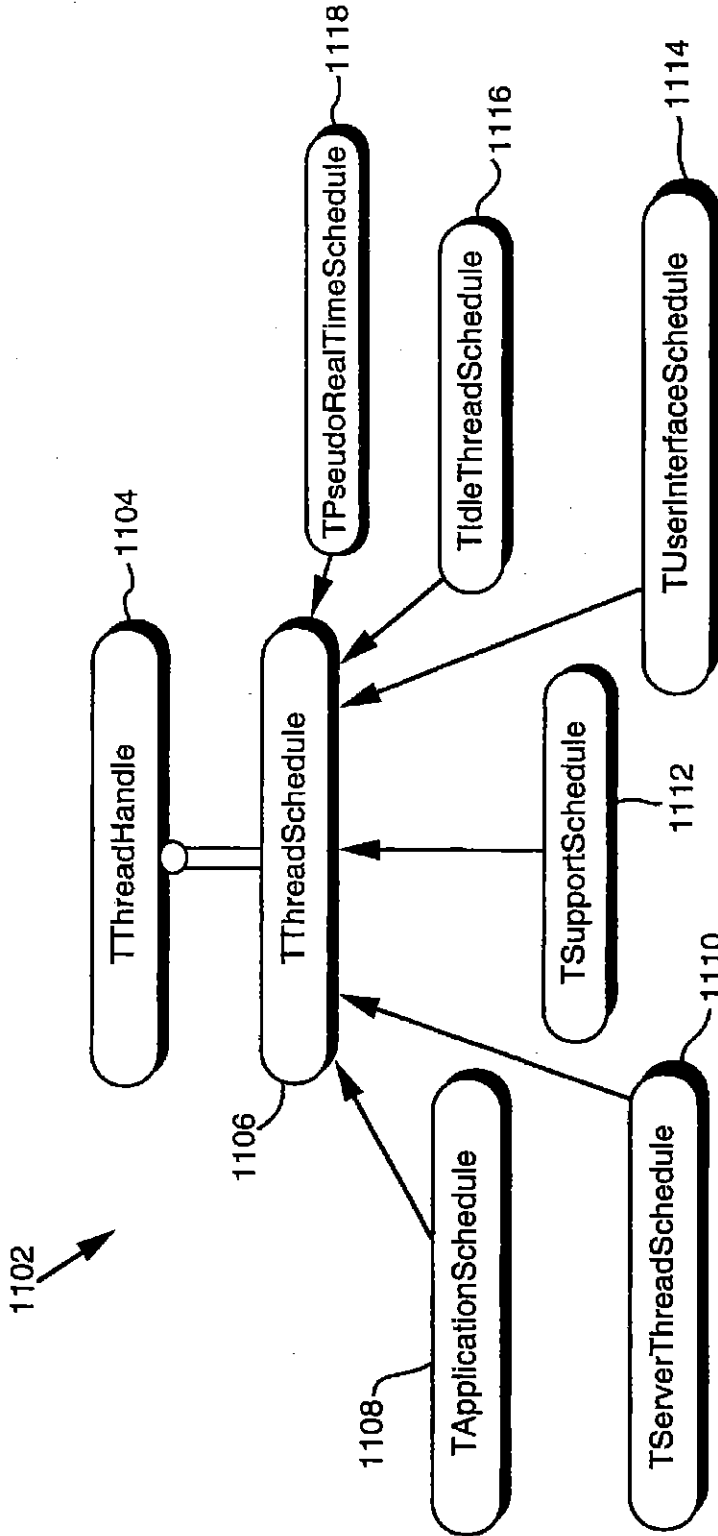 1102
TThreadHandle
1104
1106
TThreadSchedule
TPseudoRealTimeSchedule
1118
1108
TApplicationSchedule
TIdleThreadSchedule
1116
TServerThreadSchedule
1110
TSupportSchedule
1112
TUserInterfaceSchedule
1114